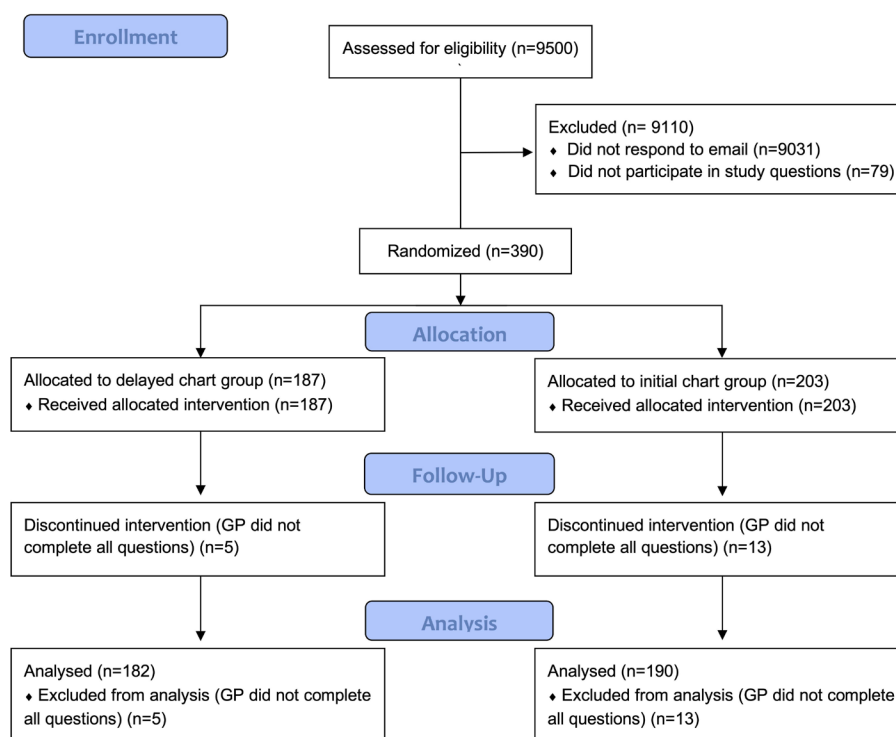 Enrollment
Assessed for eligibility (n=9500)
Excluded (n= 9110)
♦ Did not respond to email (n=9031)
♦ Did not participate in study questions (n=79)
Randomized (n=390)
Allocation
Allocated to delayed chart group (n=187)
♦ Received allocated intervention (n=187)
Allocated to initial chart group (n=203)
♦ Received allocated intervention (n=203)
Follow-Up
Discontinued intervention (GP did not
complete all questions) (n=5)
Discontinued intervention (GP did not
complete all questions) (n=13)
Analysis
Analysed (n=182)
♦ Excluded from analysis (GP did not complete
all questions) (n=5)
Analysed (n=190)
♦ Excluded from analysis (GP did not complete
all questions) (n=13)